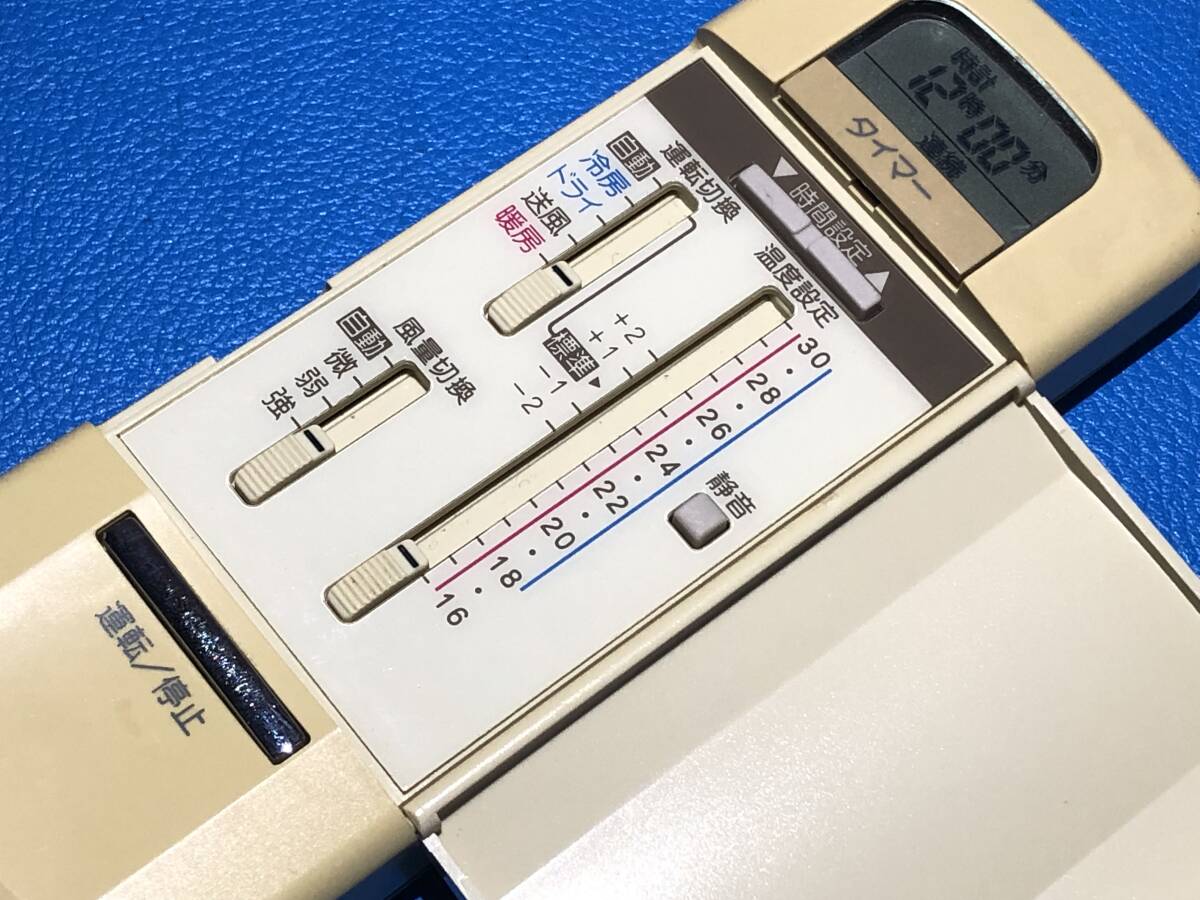 時計
12時00分
連続
タイマー
▼ 時間設定 ▲
運転切換
自動
冷房
ドライ
送風
暖房
温度設定
+2
+1
標準▶
-1
-2
30
・
28
・
26
・
24
・
22
・
20
・
18
・
16
風量切換
自動
微
弱
強
静音
運転/停止